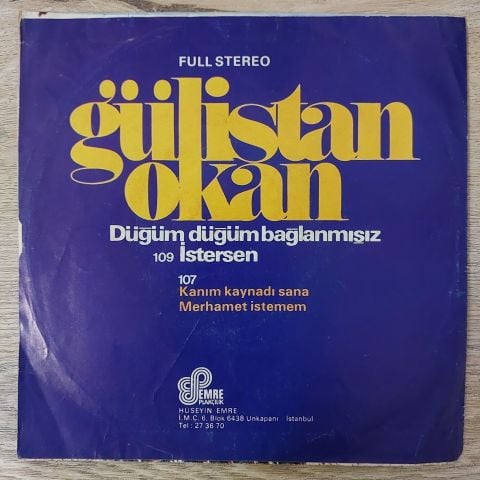 FULL STEREO
gülistan
okan
Düğüm düğüm bağlanmışız
109 İstersen
107
Kanım kaynadı sana
Merhamet istemem
EMRE
PLAKÇILIK
HÜSEYİN EMRE
İ.M.Ç. 6. Blok 6438 Unkapanı İstanbul
Tel: 27 36 70